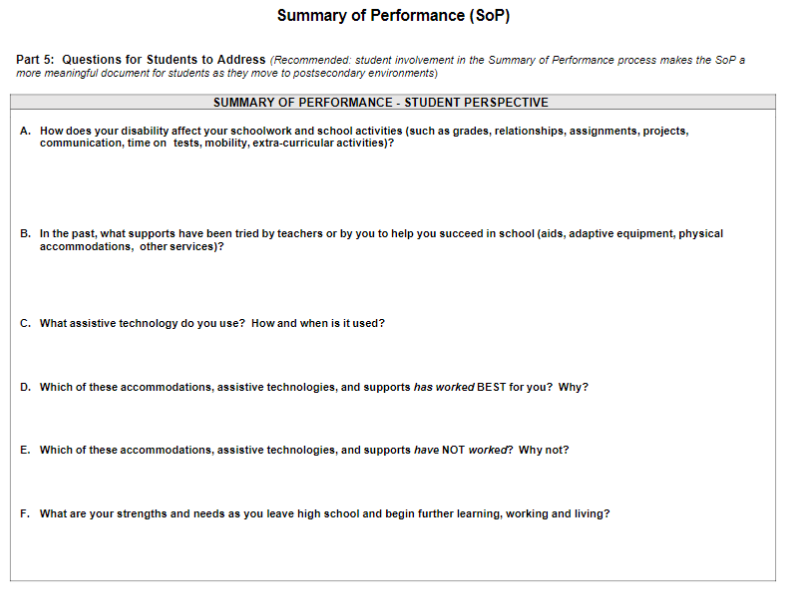 Summary of Performance (SoP)
Part 5: Questions for Students to Address (Recommended: student involvement in the Summary of Performance process makes the SoP a
more meaningful document for students as they move to postsecondary environments)
SUMMARY OF PERFORMANCE - STUDENT PERSPECTIVE
A. How does your disability affect your schoolwork and school activities (such as grades, relationships, assignments, projects,
communication, time on tests, mobility, extra-curricular activities)?
B. In the past, what supports have been tried by teachers or by you to help you succeed in school (aids, adaptive equipment, physical
accommodations, other services)?
C. What assistive technology do you use? How and when is it used?
D. Which of these accommodations, assistive technologies, and supports has worked BEST for you? Why?
E. Which of these accommodations, assistive technologies, and supports have NOT worked? Why not?
F. What are your strengths and needs as you leave high school and begin further learning, working and living?